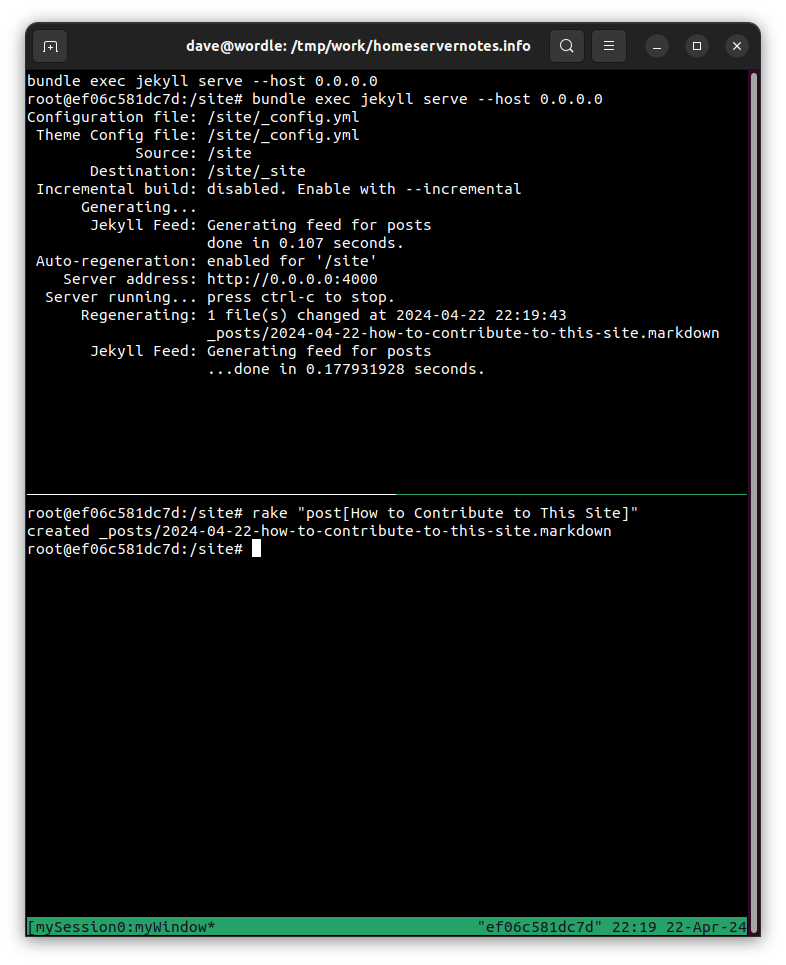 dave@wordle: /tmp/work/homeservernotes.info
bundle exec jekyll serve --host 0.0.0.0
root@ef06c581dc7d:/site# bundle exec jekyll serve --host 0.0.0.0
Configuration file: /site/_config.yml
Theme Config file: /site/_config.yml
Source: /site
Destination: /site/_site
Incremental build: disabled. Enable with --incremental
Generating...
Jekyll Feed: Generating feed for posts
done in 0.107 seconds.
Auto-regeneration: enabled for '/site'
Server address: http://0.0.0.0:4000
Server running... press ctrl-c to stop.
Regenerating: 1 file(s) changed at 2024-04-22 22:19:43
_posts/2024-04-22-how-to-contribute-to-this-site.markdown
Jekyll Feed: Generating feed for posts
...done in 0.177931928 seconds.
root@ef06c581dc7d:/site# rake "post[How to Contribute to This Site]"
created _posts/2024-04-22-how-to-contribute-to-this-site.markdown
root@ef06c581dc7d:/site#
[mySession0:myWindow* "ef06c581dc7d" 22:19 22-Apr-24